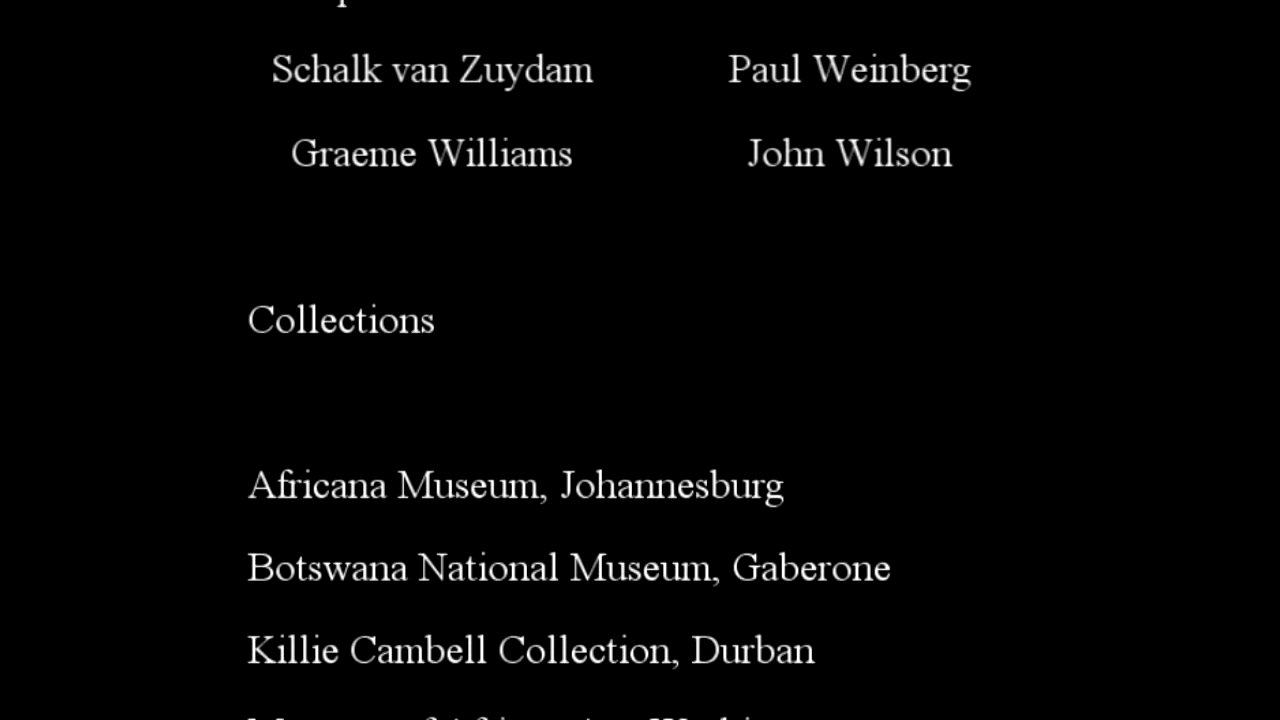 Schalk van Zuydam Paul Weinberg
Graeme Williams John Wilson
Collections
Africana Museum, Johannesburg
Botswana National Museum, Gaberone
Killie Cambell Collection, Durban